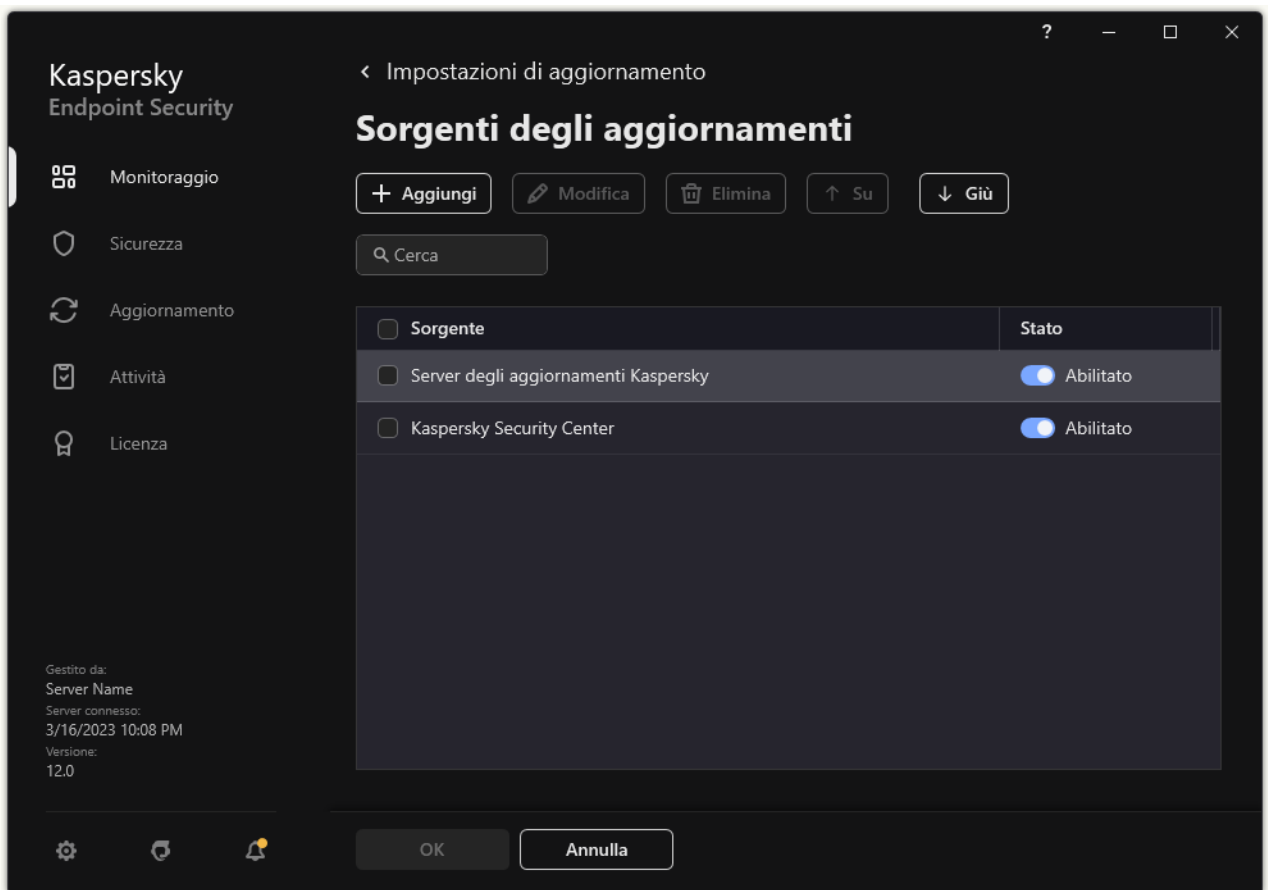 ?
Kaspersky
Endpoint Security
Monitoraggio
Sicurezza
Aggiornamento
Attività
Licenza
Gestito da:
Server Name
Server connesso:
3/16/2023 10:08 PM
Versione:
12.0
Impostazioni di aggiornamento
Sorgenti degli aggiornamenti
Aggiungi Modifica Elimina Su Giù
Cerca
Sorgente Stato
Server degli aggiornamenti Kaspersky Abilitato
Kaspersky Security Center Abilitato
OK Annulla